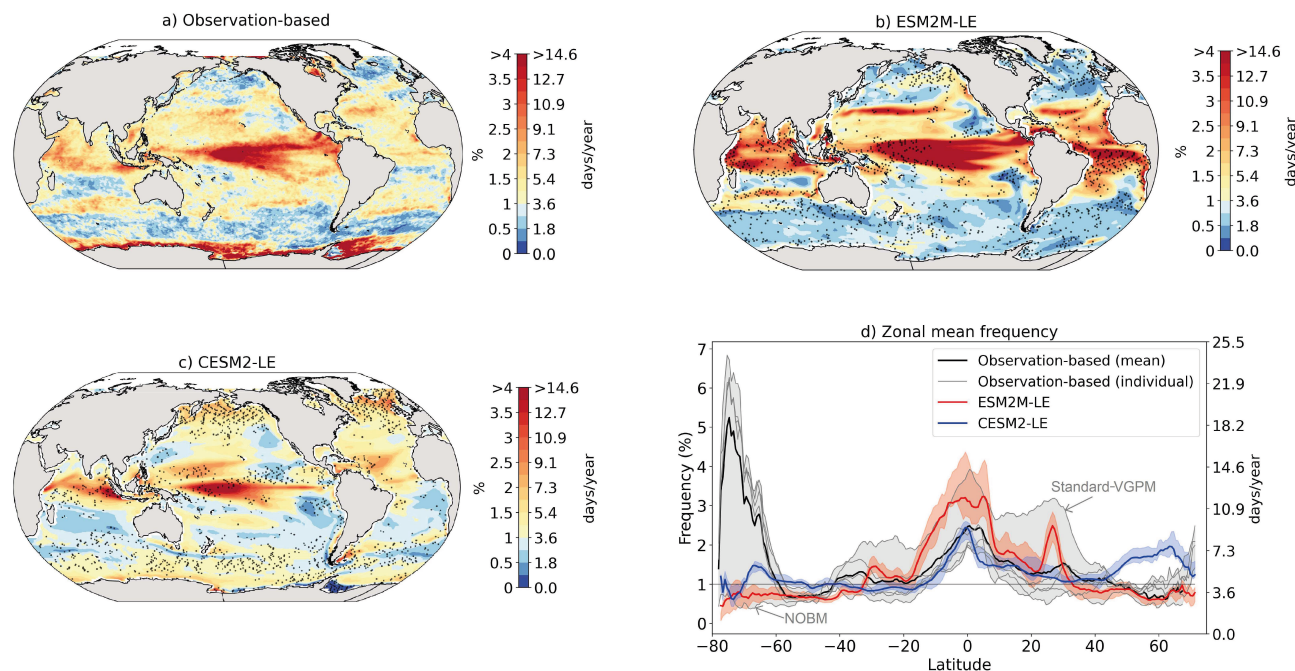 a) Observation-based
>4 >14.6
3.5 12.7
3 10.9
2.5 9.1
2 7.3
1.5 5.4
1 3.6
0.5 1.8
0 0.0
%
days/year
b) ESM2M-LE
>4 >14.6
3.5 12.7
3 10.9
2.5 9.1
2 7.3
1.5 5.4
1 3.6
0.5 1.8
0 0.0
%
days/year
c) CESM2-LE
>4 >14.6
3.5 12.7
3 10.9
2.5 9.1
2 7.3
1.5 5.4
1 3.6
0.5 1.8
0 0.0
%
days/year
d) Zonal mean frequency
Observation-based (mean)
Observation-based (individual)
ESM2M-LE
CESM2-LE
Standard-VGPM
NOBM
Frequency (%)
7
6
5
4
3
2
1
0
25.5
21.9
18.2
14.6
10.9
7.3
3.6
0.0
days/year
−80 −60 −40 −20 0 20 40 60
Latitude